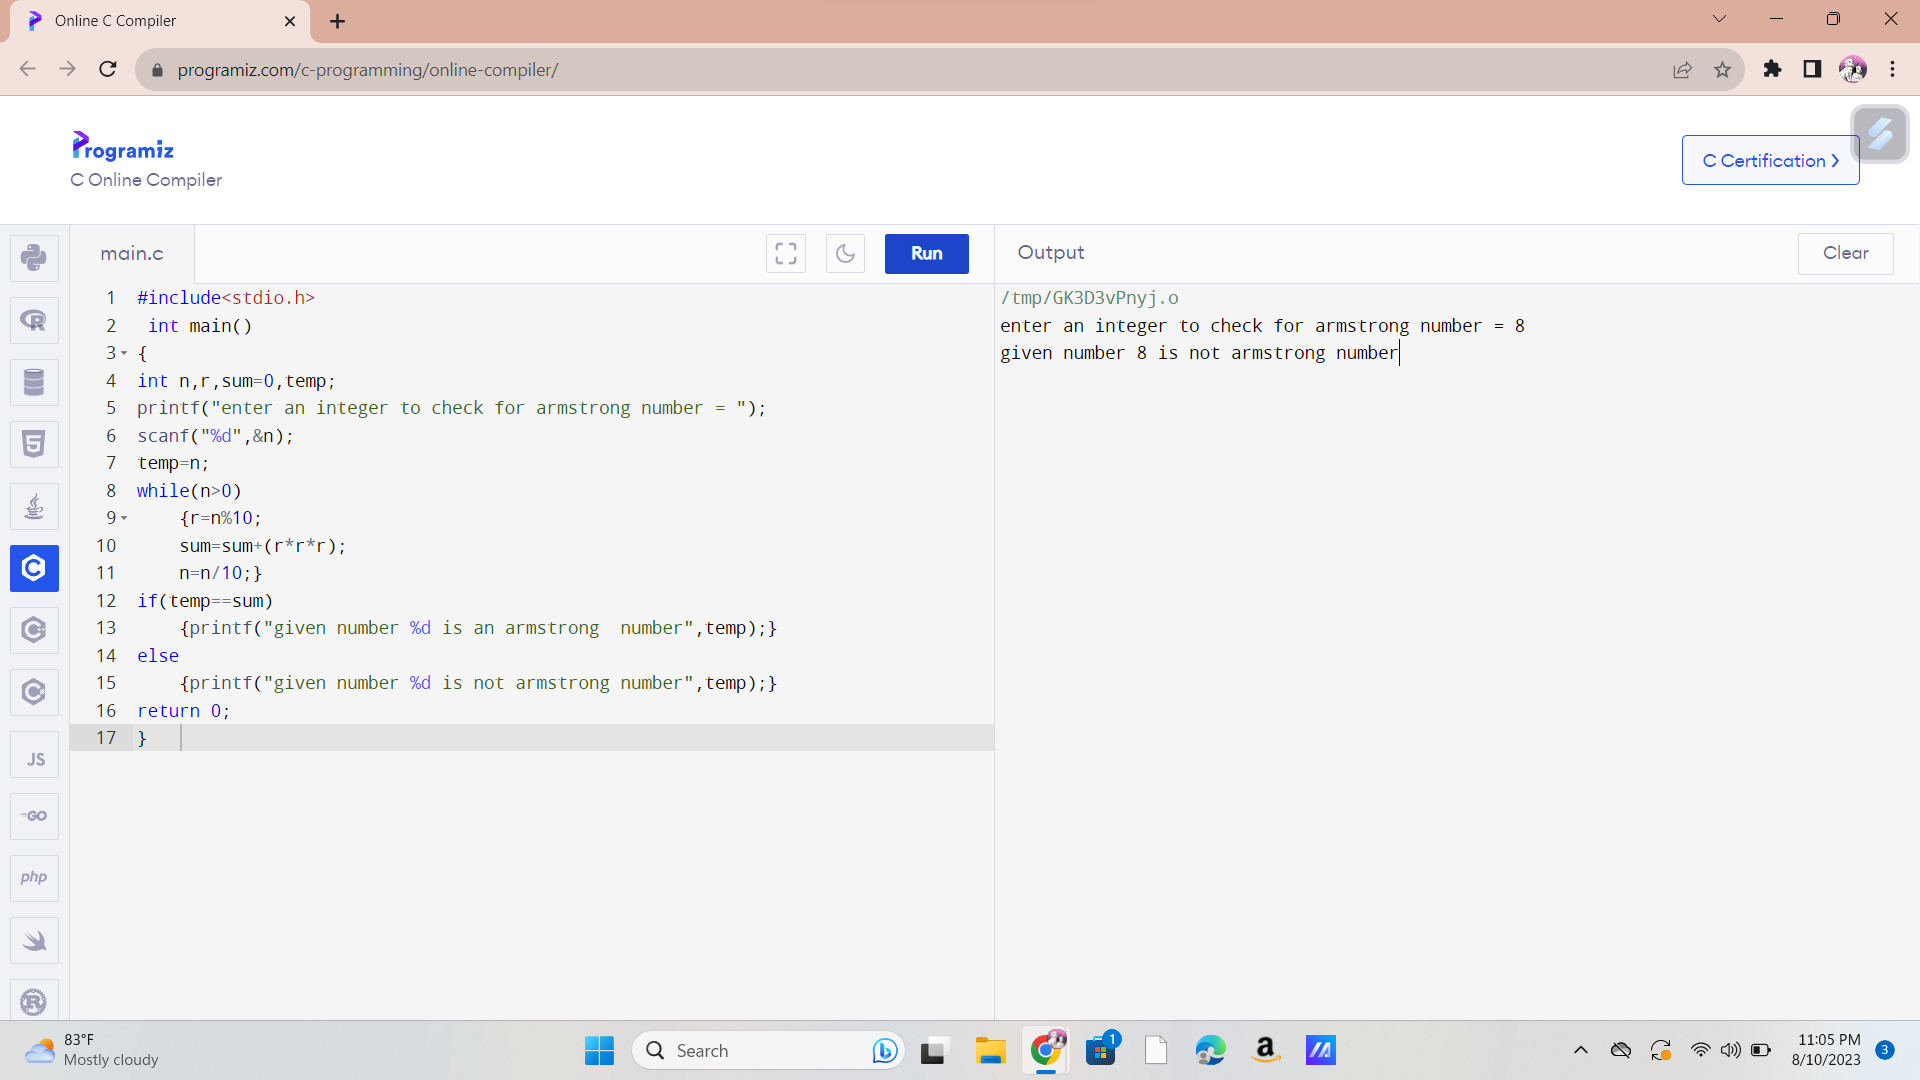 Online C Compiler
programiz.com/c-programming/online-compiler/
Programiz
C Online Compiler
C Certification
main.c
Run
Output
Clear
1 #include<stdio.h>
2 int main()
3 {
4 int n,r,sum=0,temp;
5 printf("enter an integer to check for armstrong number = ");
6 scanf("%d",&n);
7 temp=n;
8 while(n>0)
9 {r=n%10;
10 sum=sum+(r*r*r);
11 n=n/10;}
12 if(temp==sum)
13 {printf("given number %d is an armstrong  number",temp);}
14 else
15 {printf("given number %d is not armstrong number",temp);}
16 return 0;
17 }
/tmp/GK3D3vPnyj.o
enter an integer to check for armstrong number = 8
given number 8 is not armstrong number
R
5
C
JS
GO
php
R
83°F
Mostly cloudy
Search
1
a
11:05 PM
8/10/2023
3